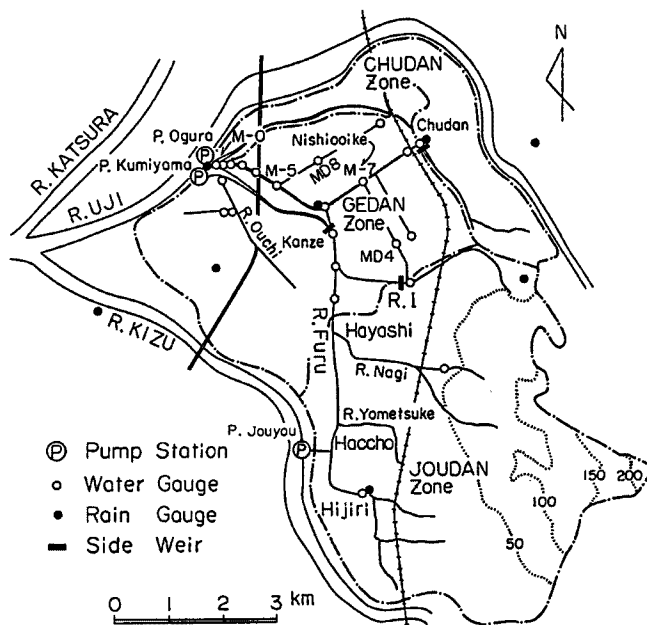 N
CHUDAN
Zone
R. KATSURA
P. Ogura
M-0
Nishiooike
Chudan
P. Kumiyama
P
M-5
MD8
M-7
P
R. UJI
GEDAN
Zone
R. Ouchi
Kanze
MD4
R. I
R. KIZU
R. Furu
Hayashi
R. Nagi
P. Jouyou
R. Yometsuke
P
Haccho
JOUDAN
Zone
150
200
100
50
Hijiri
P Pump Station
Water Gauge
Rain Gauge
Side Weir
0 1 2 3 km